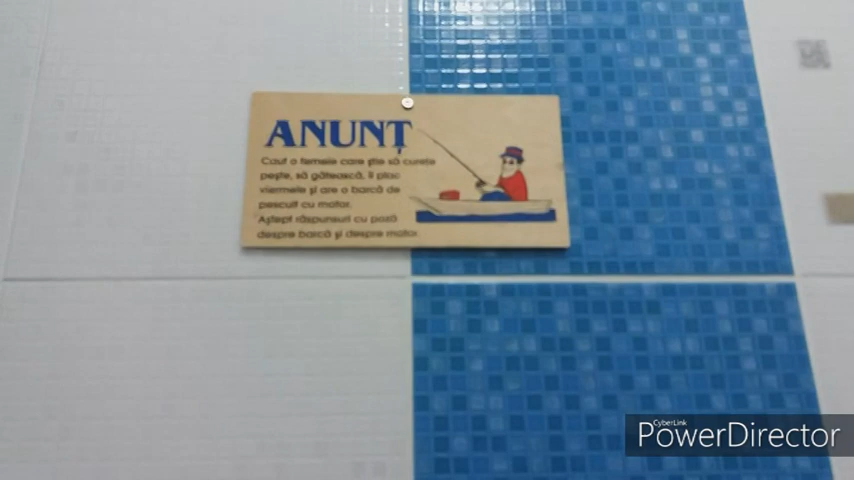 ANUNȚ
Caut o femeie care știe să curețe
pește, să gătească, îi plac
viermele și are o barcă de
pescuit cu motor.
Aștept răspunsuri cu poză
despre barcă și despre motor
CyberLink
PowerDirector